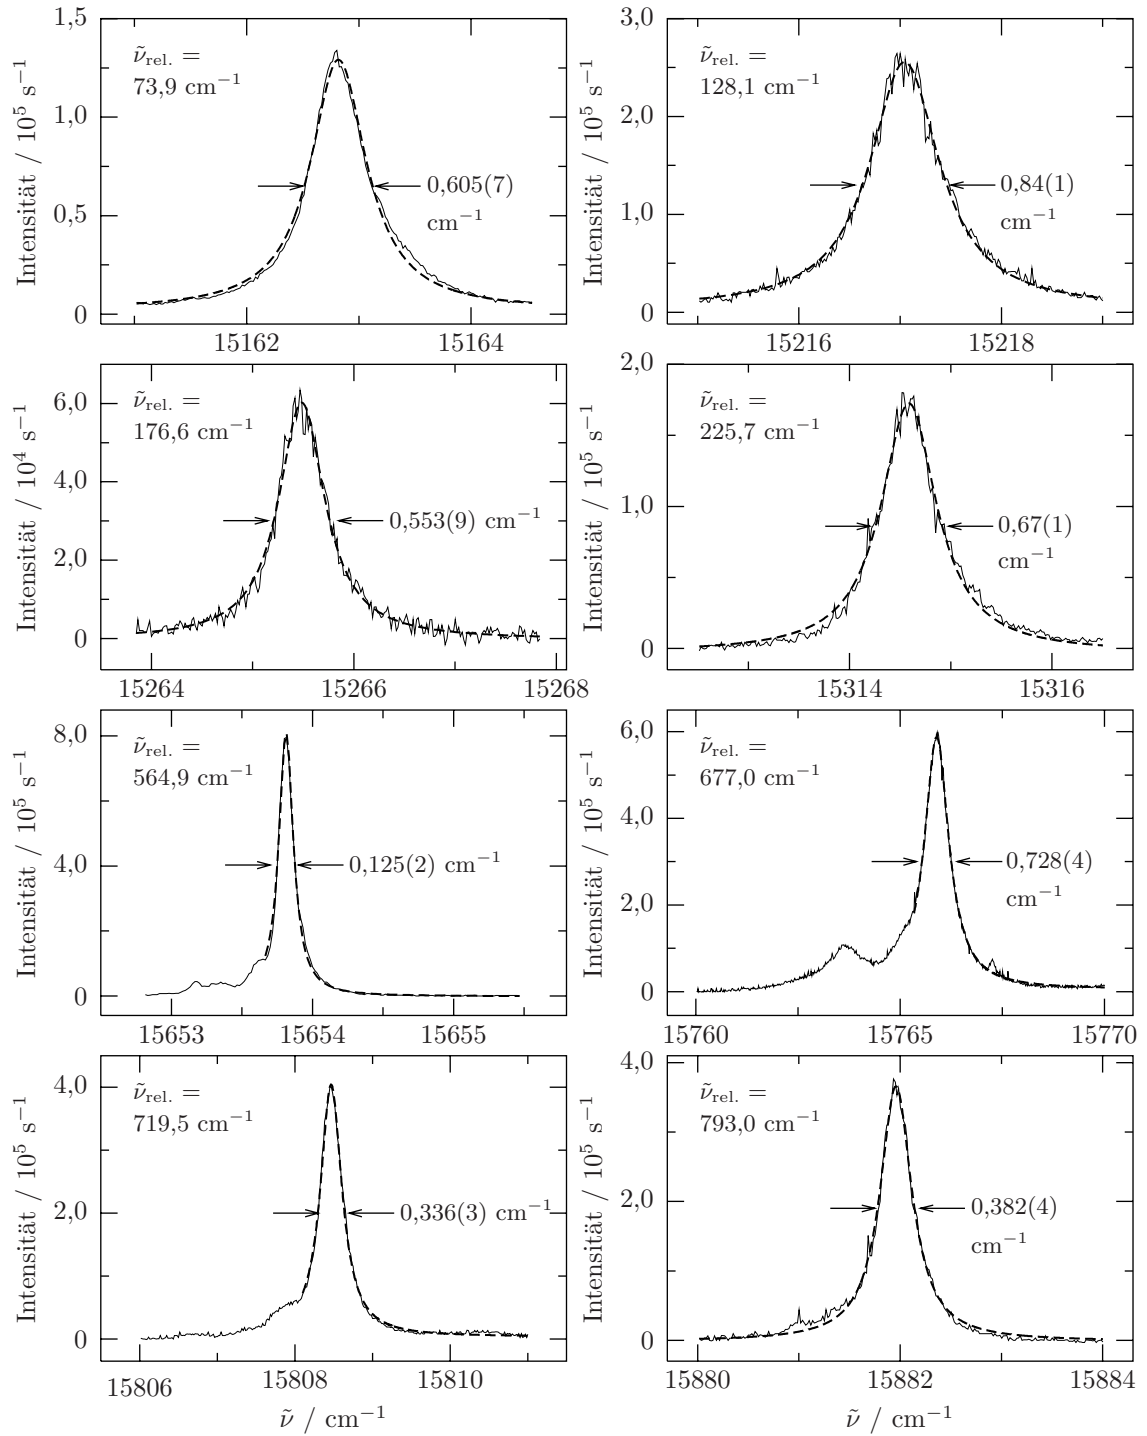 1,5
1,0
0,5
0
Intensität / 10⁵ s⁻¹
ν̃rel. =
73,9 cm⁻¹
0,605(7)
cm⁻¹
15162
15164
3,0
2,0
1,0
0
Intensität / 10⁵ s⁻¹
ν̃rel. =
128,1 cm⁻¹
0,84(1)
cm⁻¹
15216
15218
6,0
4,0
2,0
0
Intensität / 10⁴ s⁻¹
ν̃rel. =
176,6 cm⁻¹
0,553(9) cm⁻¹
15264
15266
15268
2,0
1,0
0
Intensität / 10⁵ s⁻¹
ν̃rel. =
225,7 cm⁻¹
0,67(1)
cm⁻¹
15314
15316
8,0
4,0
0
Intensität / 10⁵ s⁻¹
ν̃rel. =
564,9 cm⁻¹
0,125(2) cm⁻¹
15653
15654
15655
6,0
4,0
2,0
0
Intensität / 10⁵ s⁻¹
ν̃rel. =
677,0 cm⁻¹
0,728(4)
cm⁻¹
15760
15765
15770
4,0
2,0
0
Intensität / 10⁵ s⁻¹
ν̃rel. =
719,5 cm⁻¹
0,336(3) cm⁻¹
15806
15808
15810
ν̃ / cm⁻¹
4,0
2,0
0
Intensität / 10⁵ s⁻¹
ν̃rel. =
793,0 cm⁻¹
0,382(4)
cm⁻¹
15880
15882
15884
ν̃ / cm⁻¹